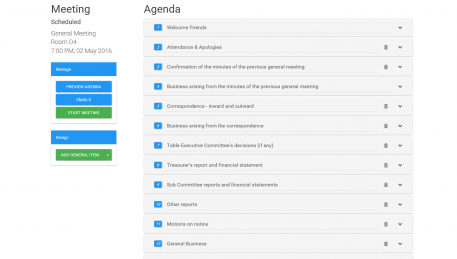 Meeting
Scheduled
General Meeting
Room D4
7:00 PM, 02 May 2016
Manage
PREVIEW AGENDA
EMAILS
START MEETING
Design
ADD GENERAL ITEM
Agenda
1 Welcome Friends
2 Attendance & Apologies
3 Confirmation of the minutes of the previous general meeting
4 Business arising from the minutes of the previous general meeting
5 Correspondence - inward and outward
6 Business arising from the correspondence
7 Table Executive Committee's decisions (if any)
8 Treasurer's report and financial statement
9 Sub Committee reports and financial statements
10 Other reports
11 Motions on notice
12 General Business